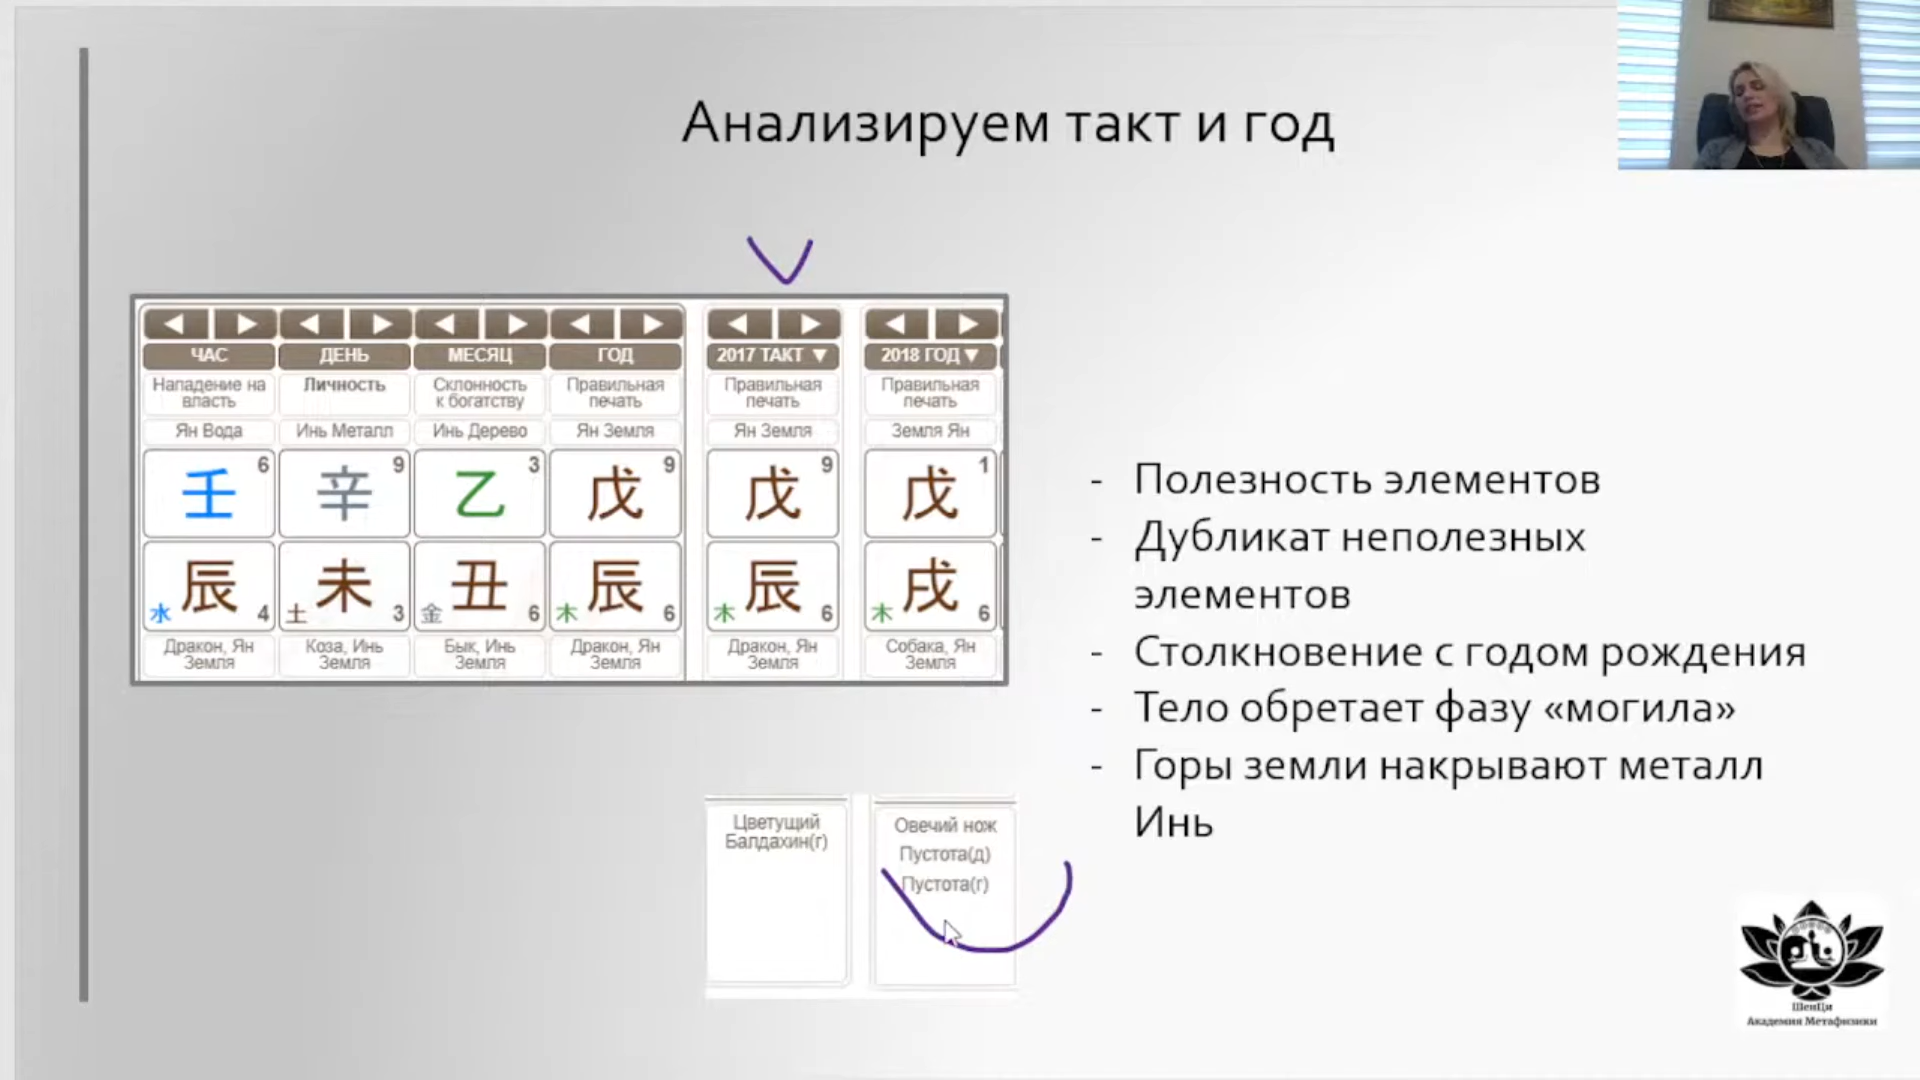 Анализируем такт и год
ЧАС ДЕНЬ МЕСЯЦ ГОД 2017 ТАКТ ▼ 2018 ГОД ▼
Нападение на власть Личность Склонность к богатству Правильная печать Правильная печать Правильная печать
Ян Вода Инь Металл Инь Дерево Ян Земля Ян Земля Земля Ян
壬 6 辛 9 乙 3 戊 9 戊 9 戊 1
水 辰 4 土 未 3 金 丑 6 木 辰 6 木 辰 6 木 戌 6
Дракон, Ян Земля Коза, Инь Земля Бык, Инь Земля Дракон, Ян Земля Дракон, Ян Земля Собака, Ян Земля
- Полезность элементов
- Дубликат неполезных
элементов
- Столкновение с годом рождения
- Тело обретает фазу «могила»
- Горы земли накрывают металл
Инь
Цветущий
Балдахин(г)
Овечий нож
Пустота(д)
Пустота(г)
ШенЦи
Академия Метафизики